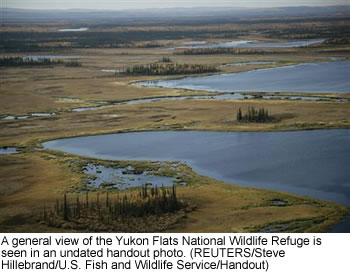 A general view of the Yukon Flats National Wildlife Refuge is
seen in an undated handout photo. (REUTERS/Steve
Hillebrand/U.S. Fish and Wildlife Service/Handout)